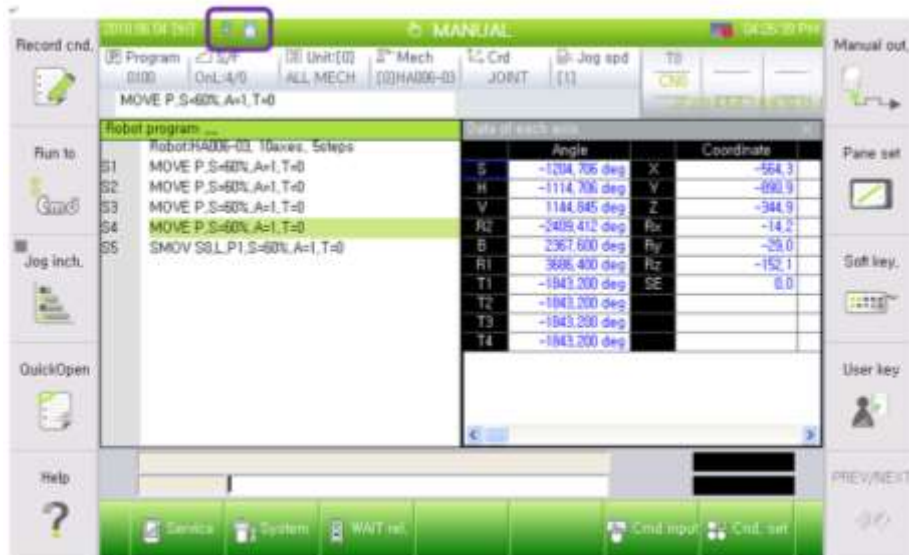 MANUAL
Record cnd.
Manual out.
Program
Unit:[0]
Mech
Crd
Jog spd
0100
OnL:4/0
ALL MECH
[0]HA006-03
JOINT
[1]
MOVE P,S=60%,A=1,T=0
Robot program ...
Data of each axis
Run to
Pane set
Robot:HA006-03, 10axes, 5steps
S1 MOVE P,S=60%,A=1,T=0
S2 MOVE P,S=60%,A=1,T=0
S3 MOVE P,S=60%,A=1,T=0
S4 MOVE P,S=60%,A=1,T=0
S5 SMOV S8,L,P1,S=60%,A=1,T=0
Angle Coordinate
S -1204,706 deg X -564,3
H -1114,706 deg Y -890,9
V 1144,845 deg Z -344,9
R2 -2409,412 deg Rx -14,2
B 2367,600 deg Ry -29,0
R1 3686,400 deg Rz -152,1
T1 -1843,200 deg SE 0,0
T2 -1843,200 deg
T3 -1843,200 deg
T4 -1843,200 deg
Jog inch.
Soft key.
QuickOpen
User key
Help
PREV/NEXT
Service
System
WAIT rel.
Cmd input
Cnd. set